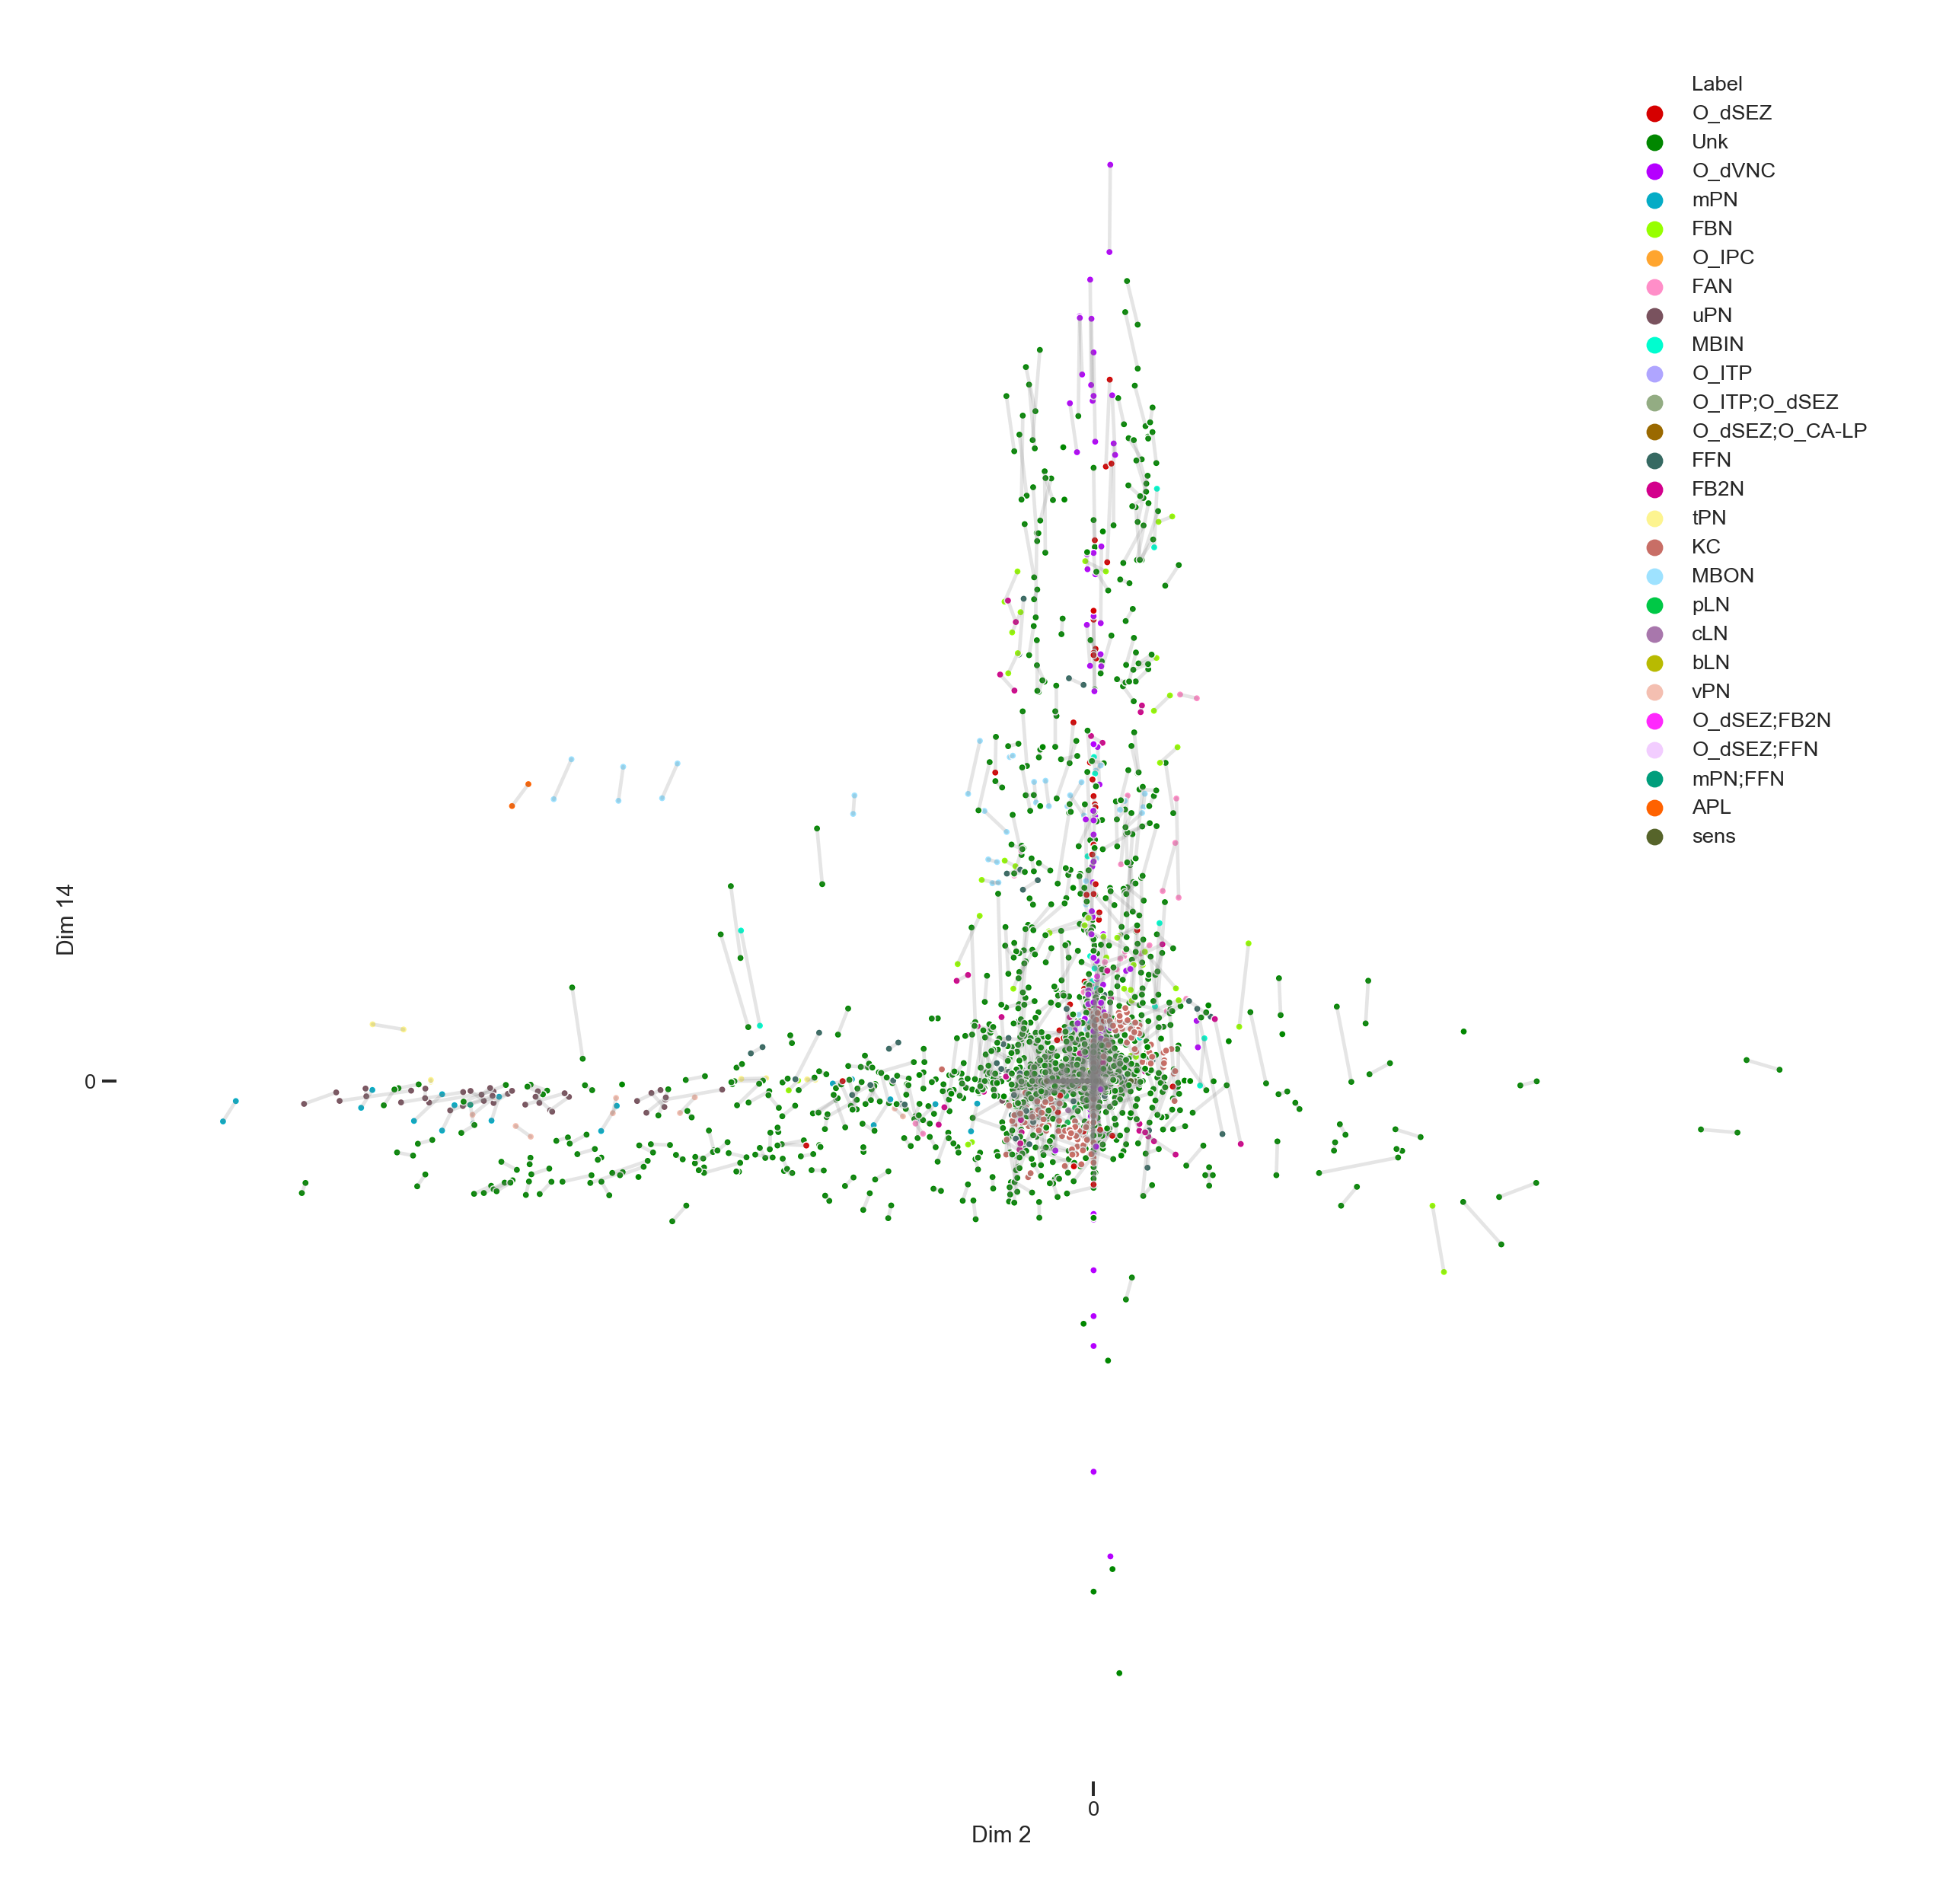 Label
O_dSEZ
Unk
O_dVNC
mPN
FBN
O_IPC
FAN
uPN
MBIN
O_ITP
O_ITP;O_dSEZ
O_dSEZ;O_CA-LP
FFN
FB2N
tPN
KC
MBON
pLN
cLN
bLN
vPN
O_dSEZ;FB2N
O_dSEZ;FFN
mPN;FFN
APL
sens
Dim 14
0
0
Dim 2